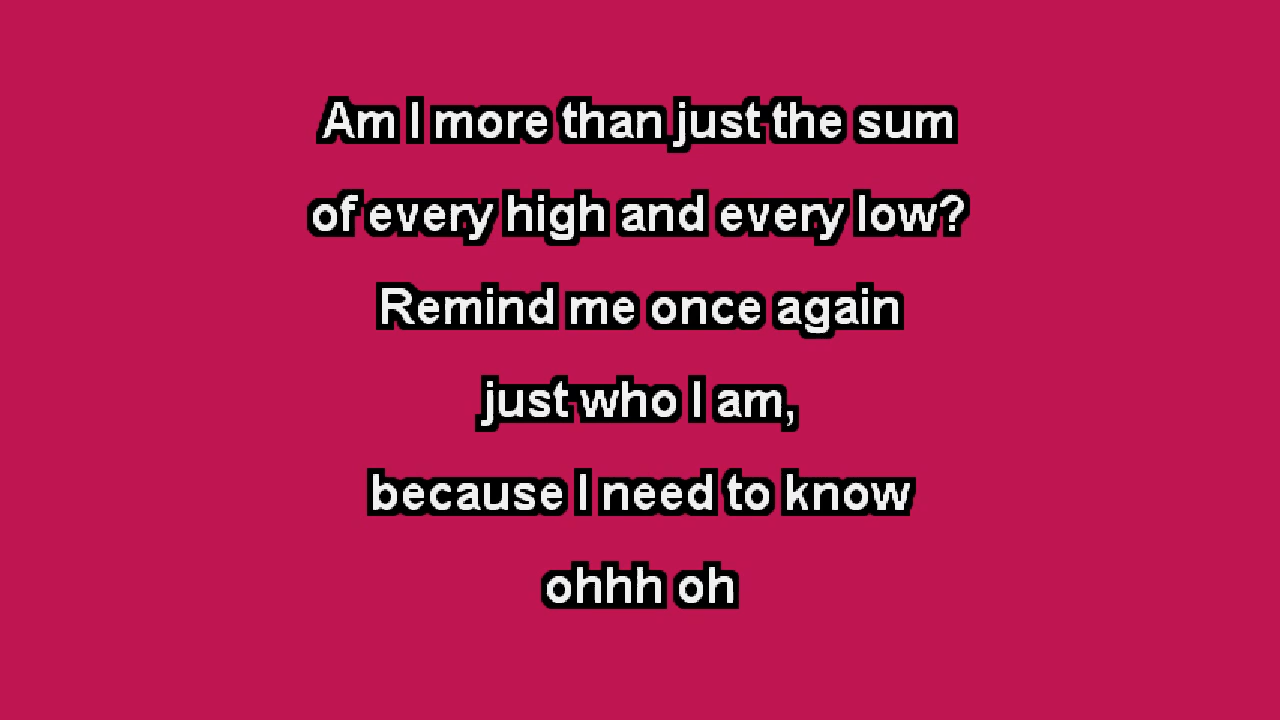 Am I more than just the sum
of every high and every low?
Remind me once again
just who I am,
because I need to know
ohhh oh